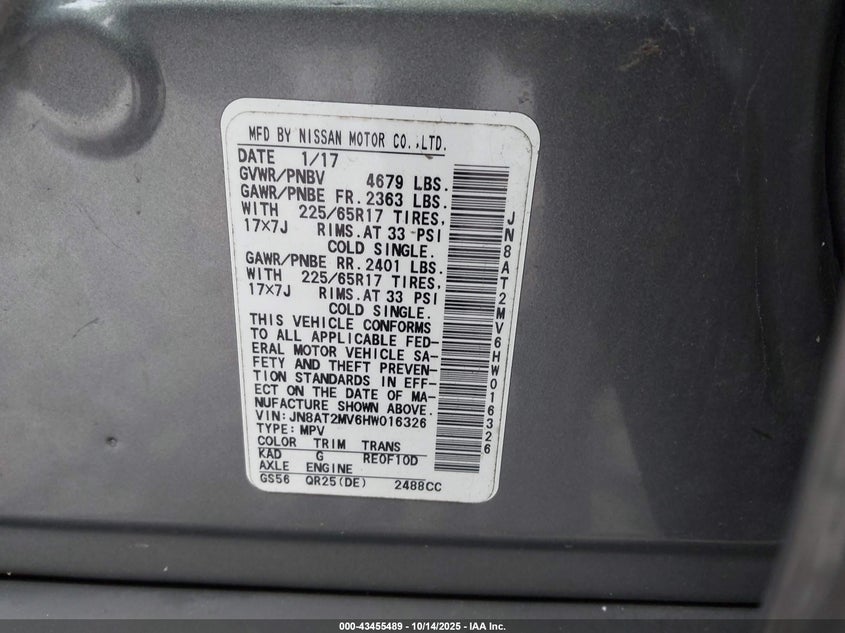 MFD BY NISSAN MOTOR CO.,LTD.
DATE 1/17
GVWR/PNBV 4679 LBS.
GAWR/PNBE FR. 2363 LBS.
WITH 225/65R17 TIRES,
17×7J RIMS.AT 33 PSI
COLD SINGLE.
GAWR/PNBE RR. 2401 LBS.
WITH 225/65R17 TIRES,
17×7J RIMS.AT 33 PSI
COLD SINGLE.
THIS VEHICLE CONFORMS
TO ALL APPLICABLE FED-
ERAL MOTOR VEHICLE SA-
FETY AND THEFT PREVEN-
TION STANDARDS IN EFF-
ECT ON THE DATE OF MA-
NUFACTURE SHOWN ABOVE.
VIN:JN8AT2MV6HW016326
TYPE: MPV
COLOR TRIM TRANS
KAD G RE0F10D
AXLE ENGINE
GS56 QR25(DE) 2488CC
JN8AT2MV6HW016326
000-43455489 - 10/14/2025 - IAA Inc.